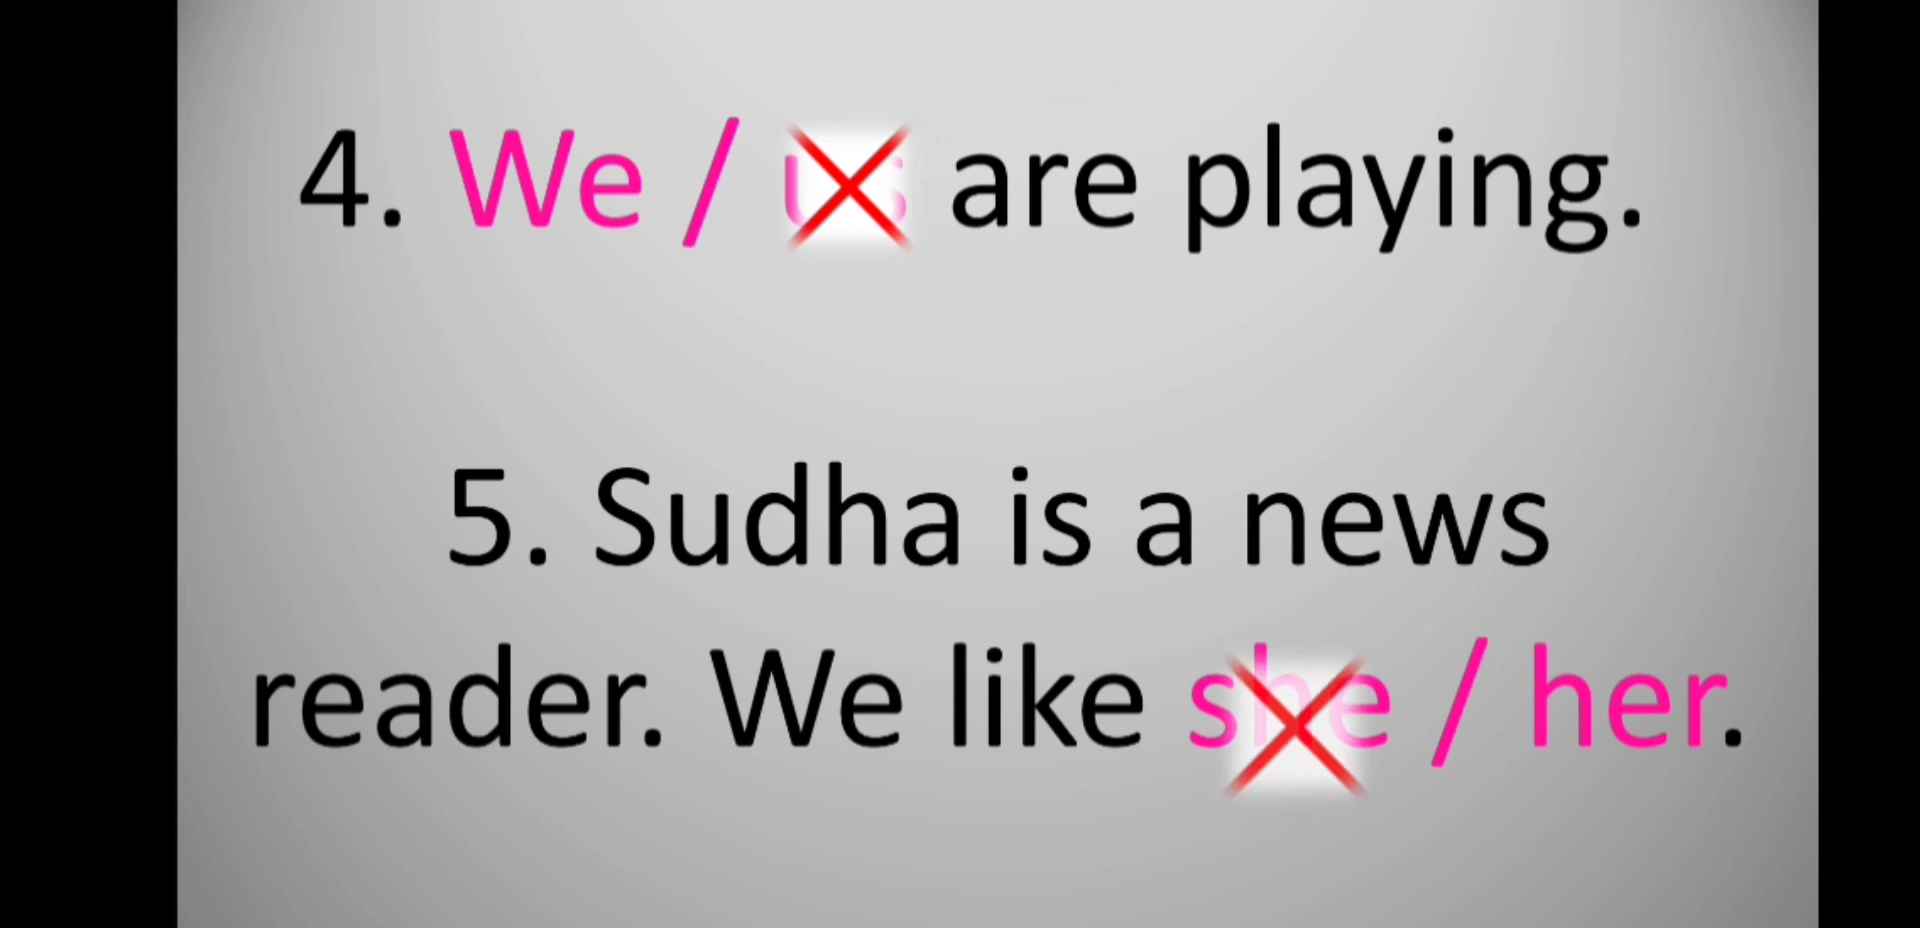 4. We / us are playing.
5. Sudha is a news
reader. We like she / her.